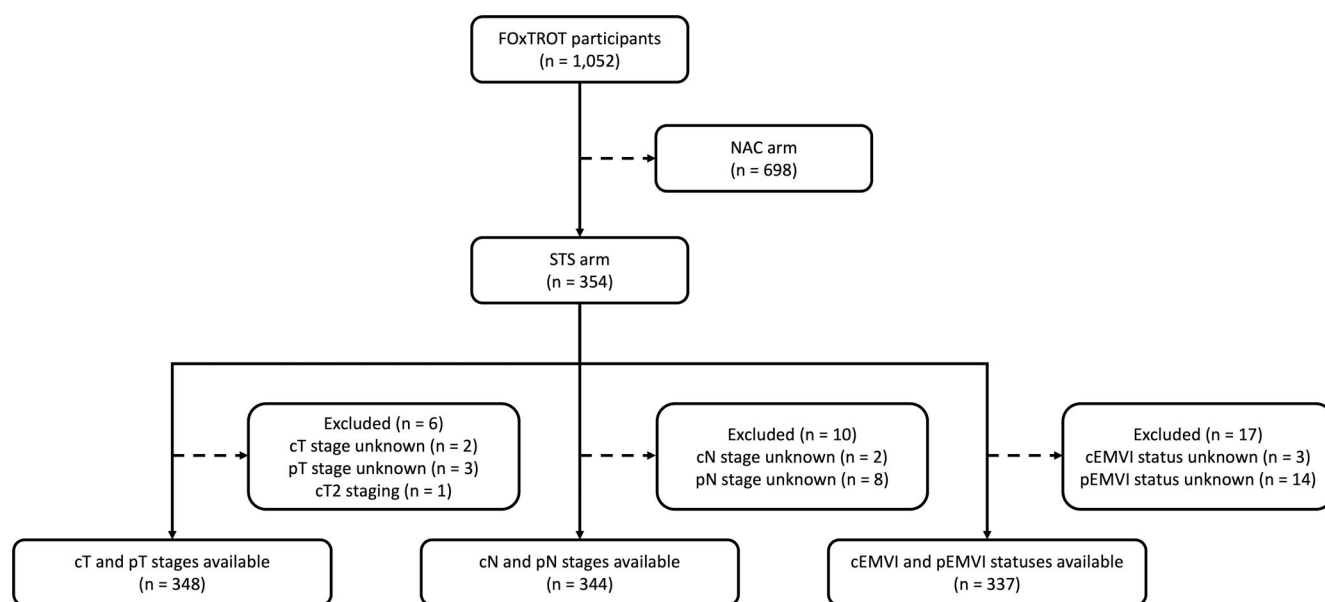 FOxTROT participants
(n = 1,052)
NAC arm
(n = 698)
STS arm
(n = 354)
Excluded (n = 6)
cT stage unknown (n = 2)
pT stage unknown (n = 3)
cT2 staging (n = 1)
Excluded (n = 10)
cN stage unknown (n = 2)
pN stage unknown (n = 8)
Excluded (n = 17)
cEMVI status unknown (n = 3)
pEMVI status unknown (n = 14)
cT and pT stages available
(n = 348)
cN and pN stages available
(n = 344)
cEMVI and pEMVI statuses available
(n = 337)